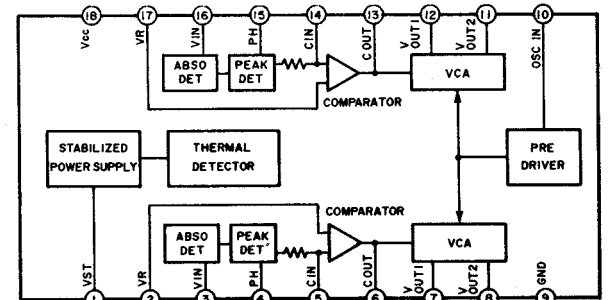 18 17 16 15 14 13 12 11 10
Vcc VR VIN PH CIN C OUT V OUT1 V OUT2 OSC IN
ABSO DET
PEAK DET
COMPARATOR
VCA
STABILIZED POWER SUPPLY
THERMAL DETECTOR
PRE DRIVER
COMPARATOR
ABSO DET
PEAK DET'
VCA
VST VR VIN PH CIN C OUT V OUT1 V OUT2 GND
1 2 3 4 5 6 7 8 9